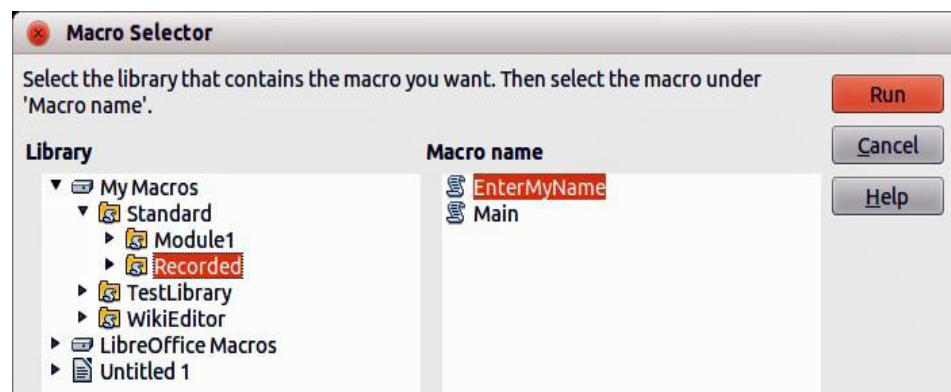 Macro Selector
Select the library that contains the macro you want. Then select the macro under
'Macro name'.
Run
Cancel
Help
Library
My Macros
Standard
Module1
Recorded
TestLibrary
WikiEditor
LibreOffice Macros
Untitled 1
Macro name
EnterMyName
Main